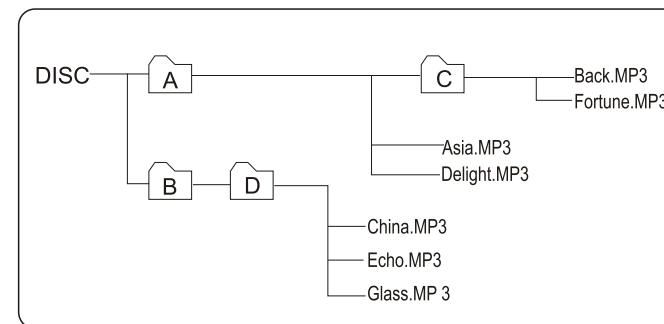 DISC
A
C
Back.MP3
Fortune.MP3
Asia.MP3
Delight.MP3
B
D
China.MP3
Echo.MP3
Glass.MP 3